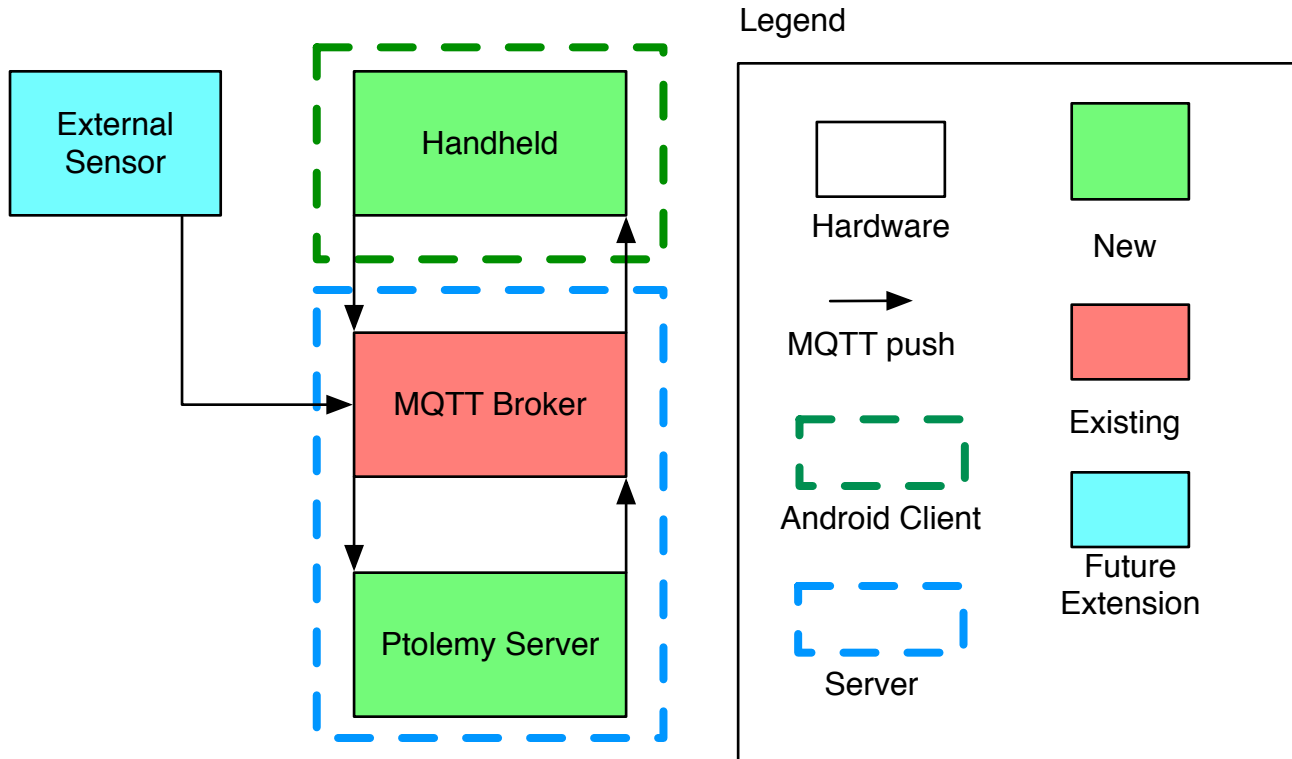 External
Sensor
Handheld
MQTT Broker
Ptolemy Server
Legend
Hardware
New
MQTT push
Existing
Android Client
Future
Extension
Server